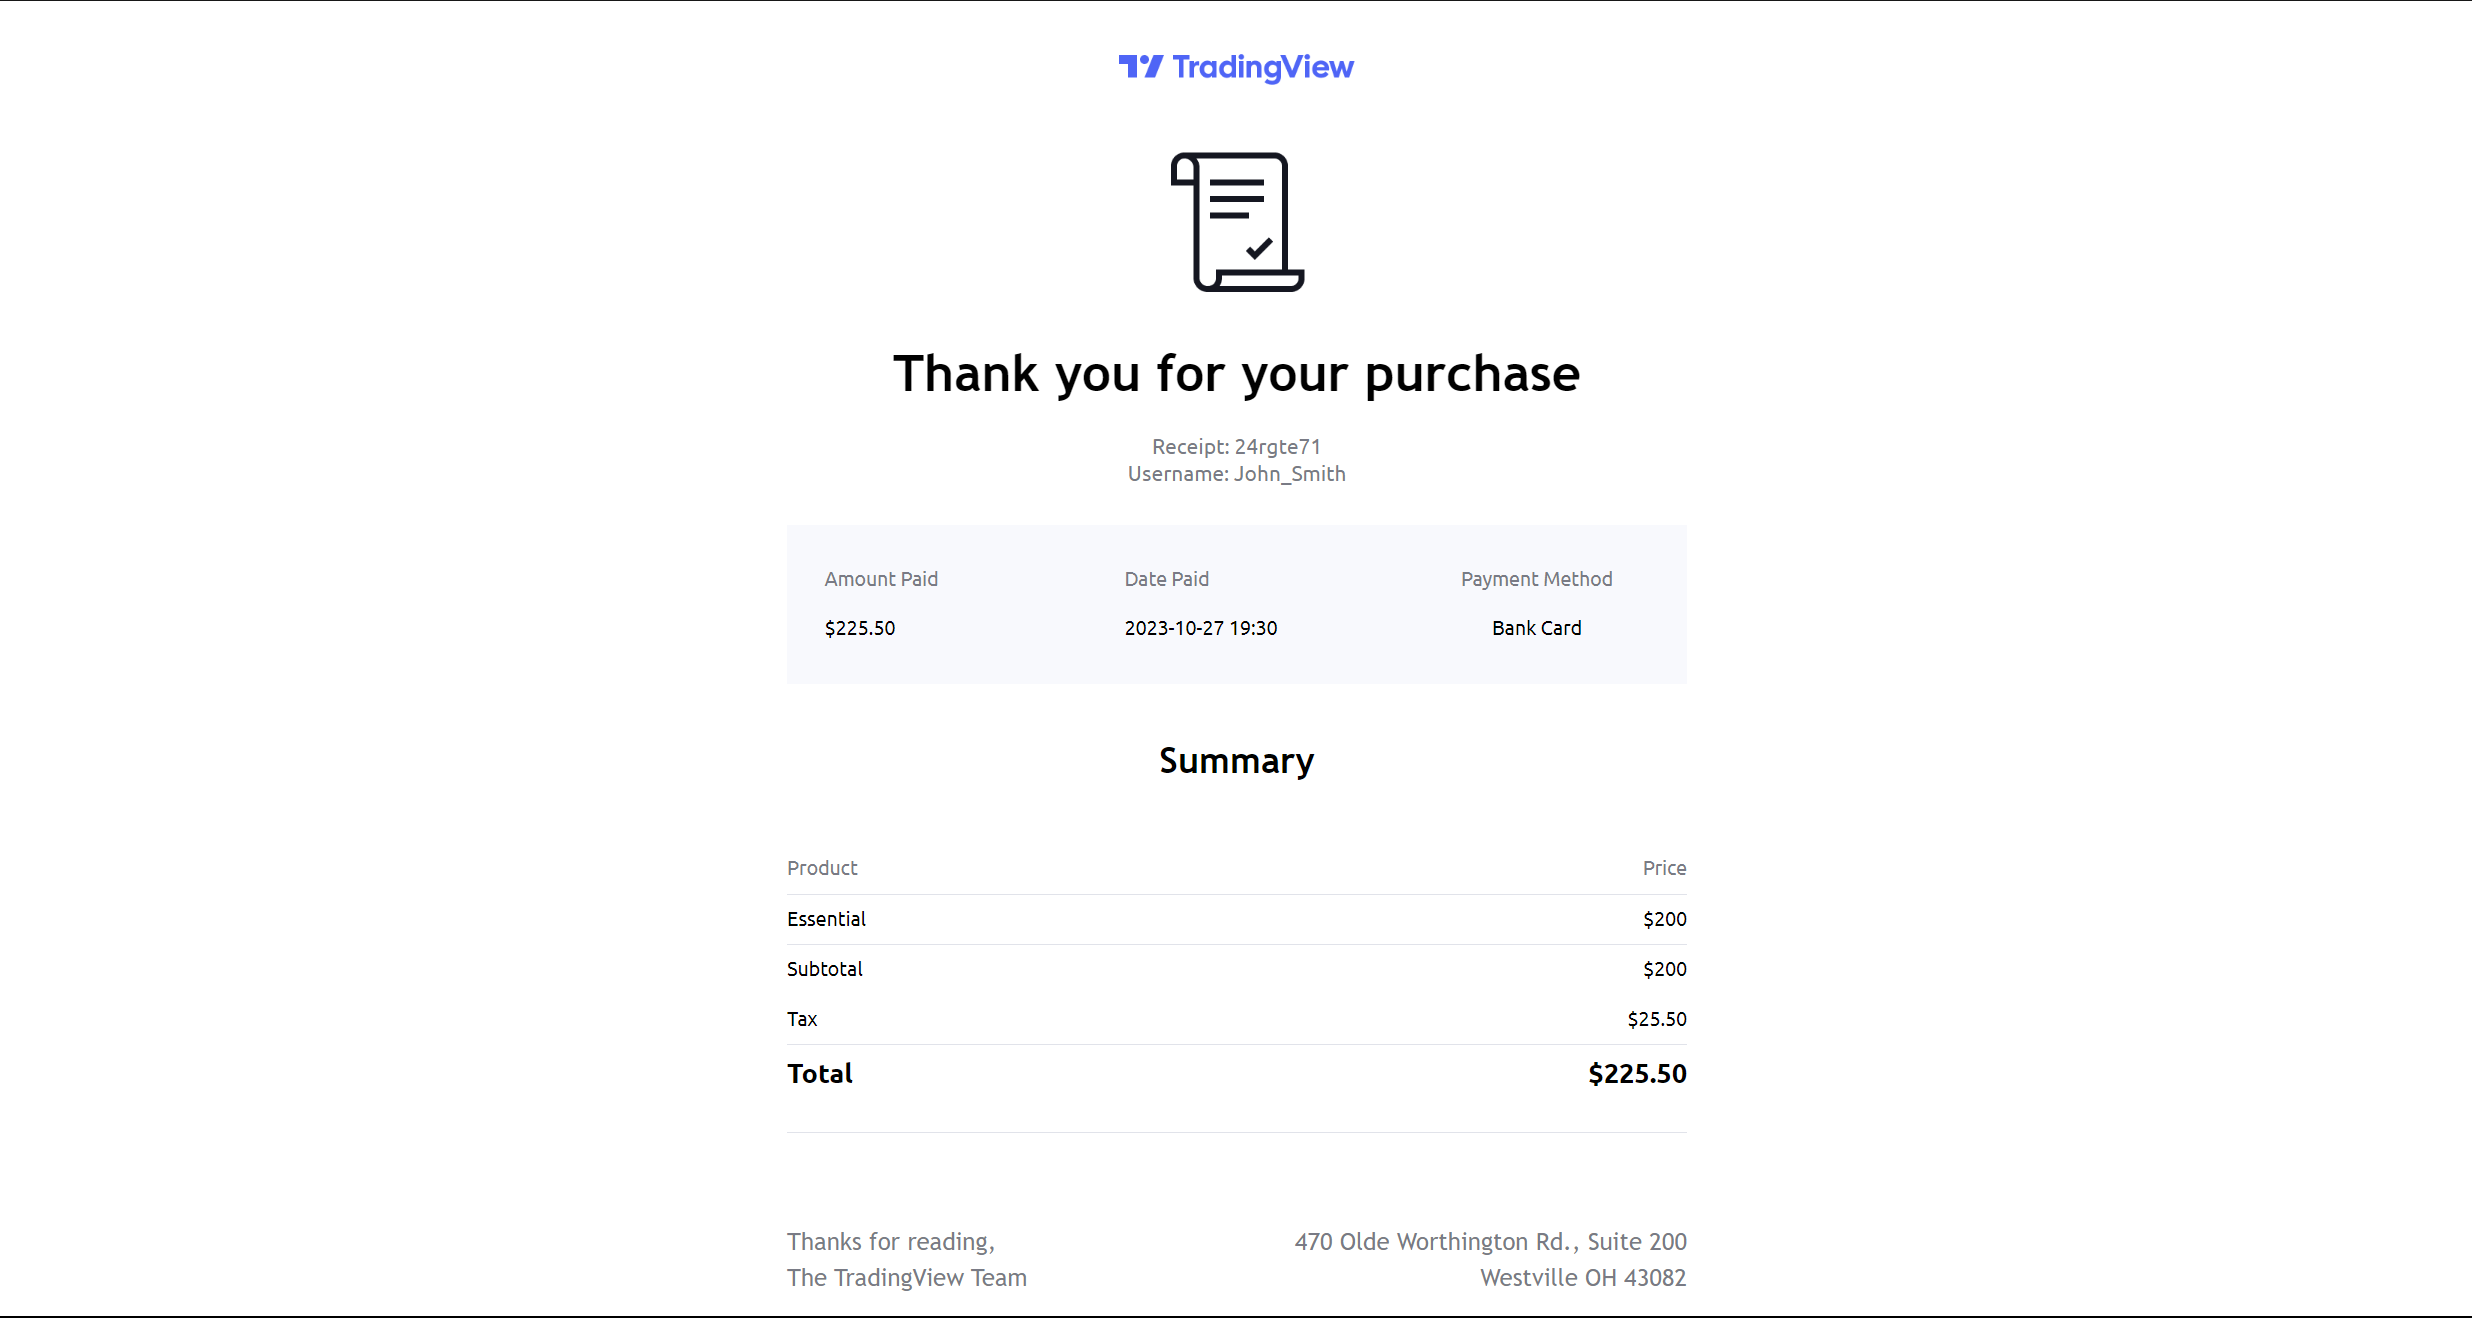 TradingView
Thank you for your purchase
Receipt: 24rgte71
Username: John_Smith
Amount Paid Date Paid Payment Method
$225.50 2023-10-27 19:30 Bank Card
Summary
Product Price
Essential $200
Subtotal $200
Tax $25.50
Total $225.50
Thanks for reading, 470 Olde Worthington Rd., Suite 200
The TradingView Team Westville OH 43082